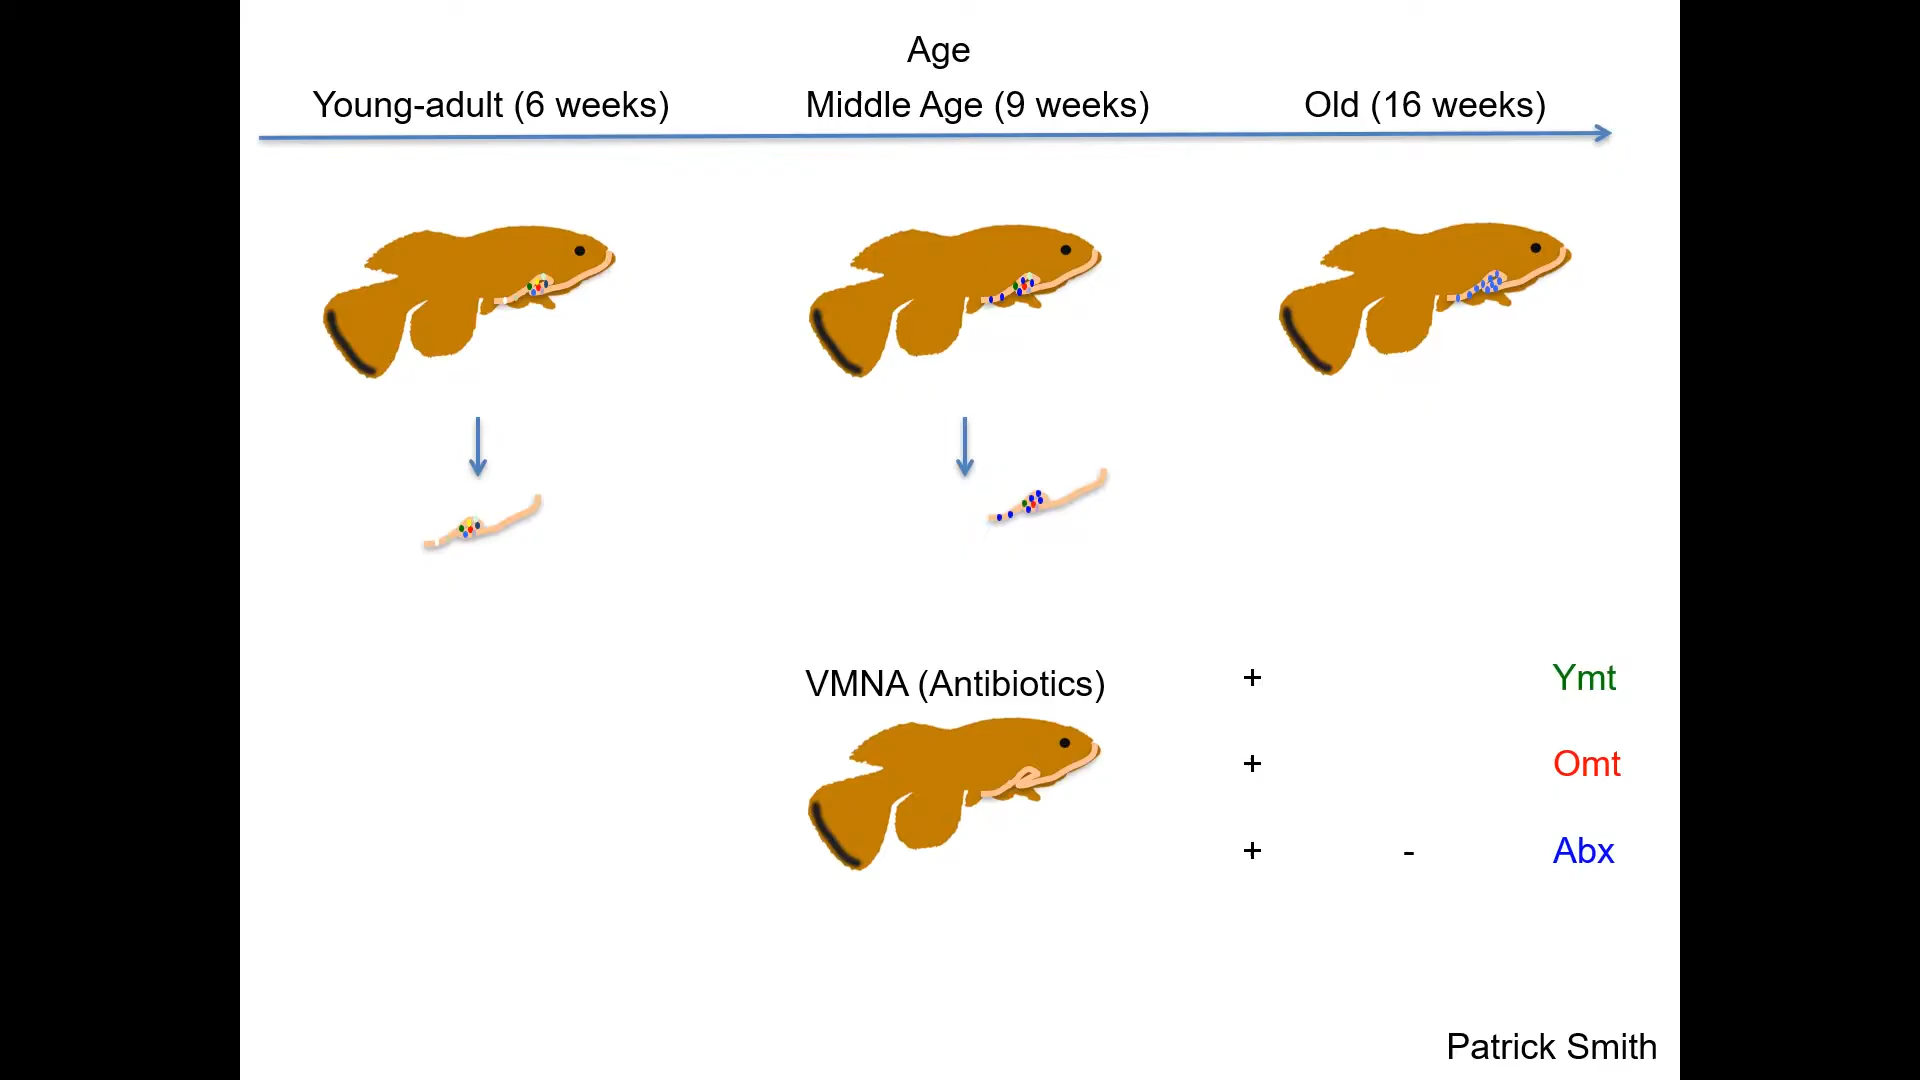 Age
Young-adult (6 weeks) Middle Age (9 weeks) Old (16 weeks)
VMNA (Antibiotics) + Ymt
+ Omt
+ - Abx
Patrick Smith